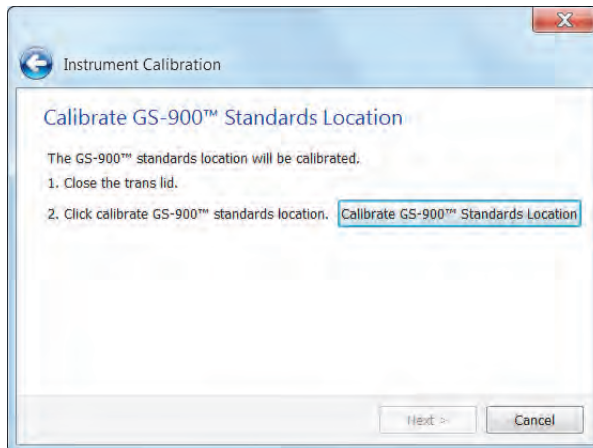 Instrument Calibration
Calibrate GS-900™ Standards Location
The GS-900™ standards location will be calibrated.
1. Close the trans lid.
2. Click calibrate GS-900™ standards location. Calibrate GS-900™ Standards Location
Next > Cancel